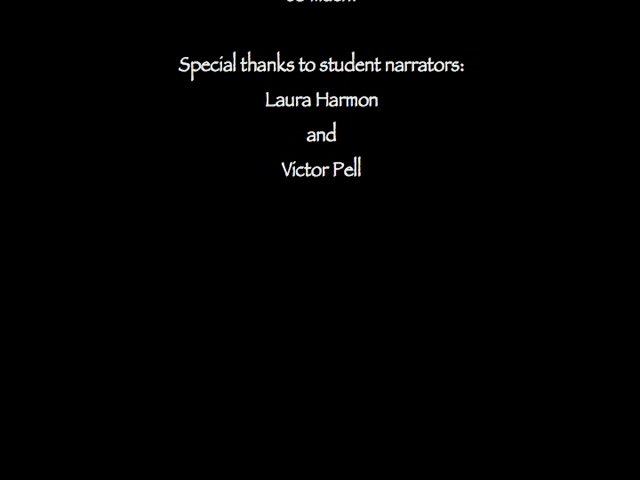 Special thanks to student narrators:
Laura Harmon
and
Victor Pell